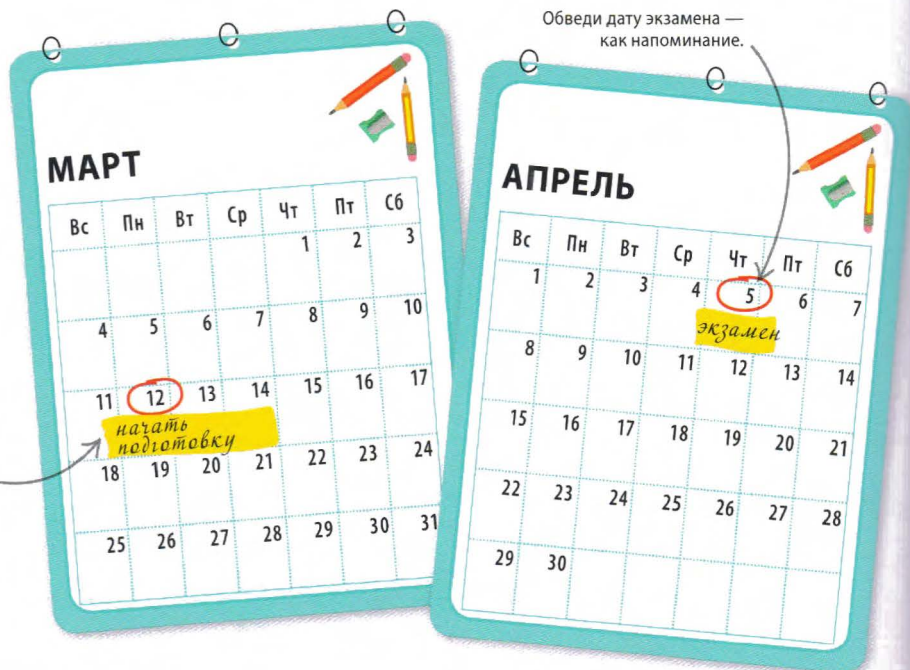 Обведи дату экзамена —
как напоминание.
МАРТ
Вс Пн Вт Ср Чт Пт Сб
1 2 3
4 5 6 7 8 9 10
11 12 13 14 15 16 17
начать
подготовку
18 19 20 21 22 23 24
25 26 27 28 29 30 31
АПРЕЛЬ
Вс Пн Вт Ср Чт Пт Сб
1 2 3 4 5 6 7
экзамен
8 9 10 11 12 13 14
15 16 17 18 19 20 21
22 23 24 25 26 27 28
29 30